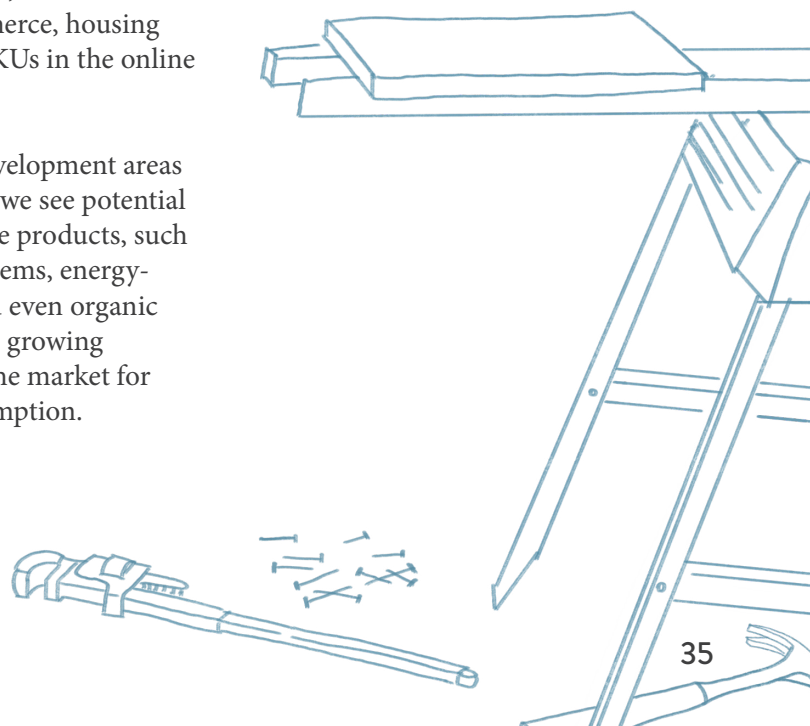 merce, housing
KUs in the online
velopment areas
we see potential
e products, such
ems, energy-
even organic
growing
ne market for
mption.
35